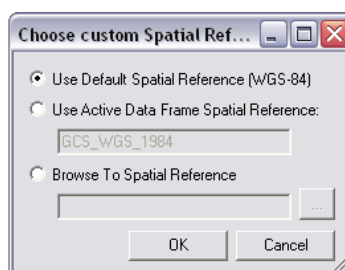 Choose custom Spatial Ref...
Use Default Spatial Reference (WGS-84)
Use Active Data Frame Spatial Reference:
GCS_WGS_1984
Browse To Spatial Reference
...
OK Cancel